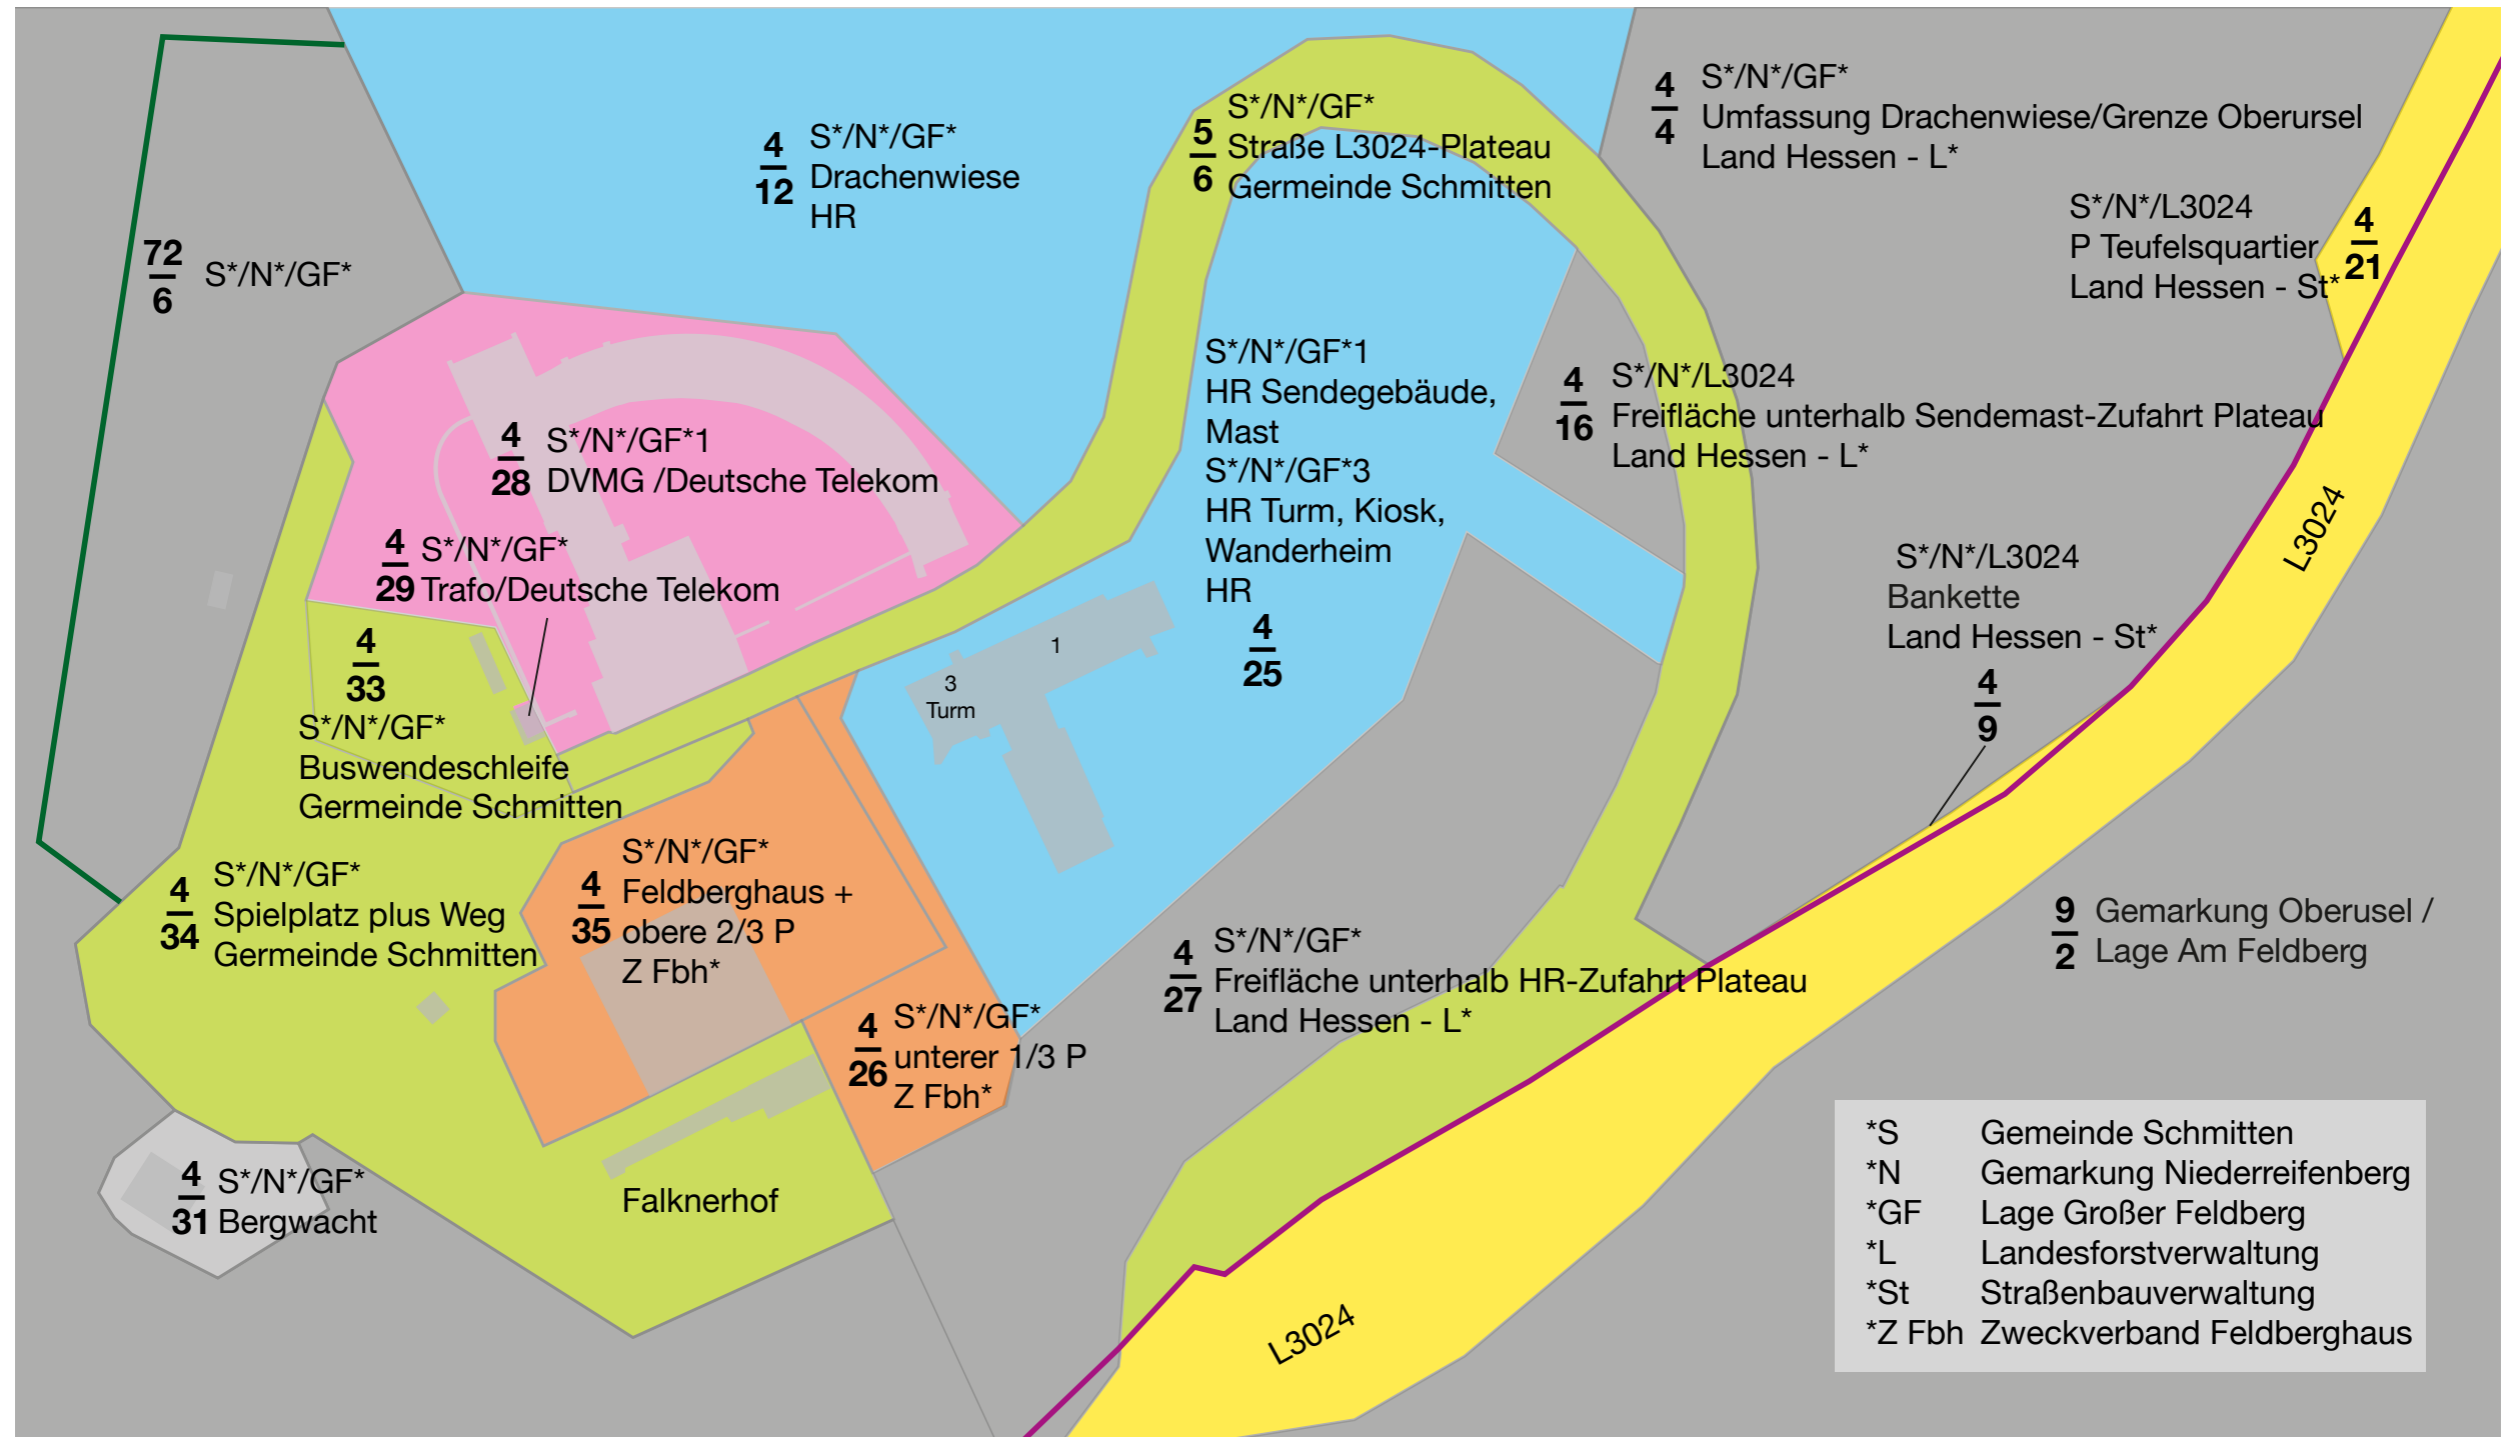 4
12
S*/N*/GF*
Drachenwiese
HR
5
6
S*/N*/GF*
Straße L3024-Plateau
Germeinde Schmitten
4
4
S*/N*/GF*
Umfassung Drachenwiese/Grenze Oberursel
Land Hessen - L*
S*/N*/L3024
P Teufelsquartier
Land Hessen - St*
4
21
72
6
S*/N*/GF*
4
28
S*/N*/GF*1
DVMG /Deutsche Telekom
S*/N*/GF*1
HR Sendegebäude,
Mast
S*/N*/GF*3
HR Turm, Kiosk,
Wanderheim
HR
4
25
4
16
S*/N*/L3024
Freifläche unterhalb Sendemast-Zufahrt Plateau
Land Hessen - L*
4
29
S*/N*/GF*
Trafo/Deutsche Telekom
L3024
S*/N*/L3024
Bankette
Land Hessen - St*
4
9
4
33
S*/N*/GF*
Buswendeschleife
Germeinde Schmitten
1
3
Turm
4
34
S*/N*/GF*
Spielplatz plus Weg
Germeinde Schmitten
4
35
S*/N*/GF*
Feldberghaus +
obere 2/3 P
Z Fbh*
4
26
S*/N*/GF*
unterer 1/3 P
Z Fbh*
4
27
S*/N*/GF*
Freifläche unterhalb HR-Zufahrt Plateau
Land Hessen - L*
9
2
Gemarkung Oberusel /
Lage Am Feldberg
4
31
S*/N*/GF*
Bergwacht
Falknerhof
L3024
*S Gemeinde Schmitten
*N Gemarkung Niederreifenberg
*GF Lage Großer Feldberg
*L Landesforstverwaltung
*St Straßenbauverwaltung
*Z Fbh Zweckverband Feldberghaus